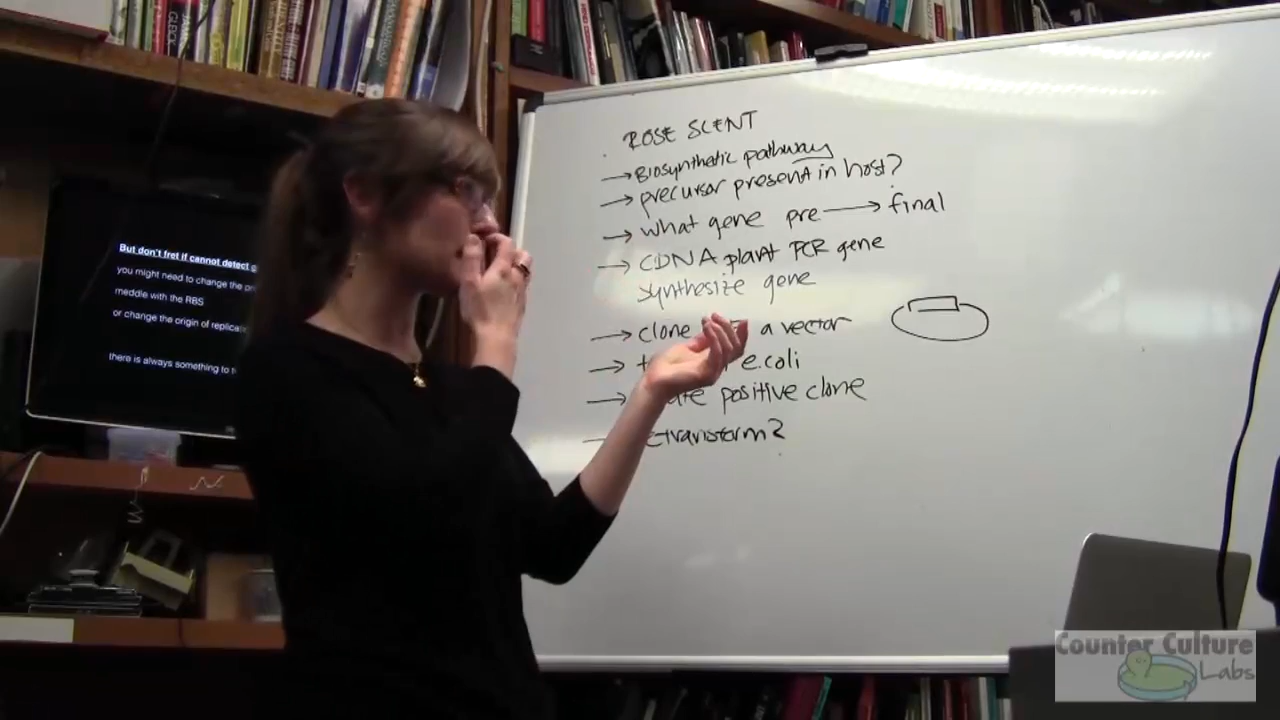 ROSE SCENT
→ Biosynthetic pathway
→ precursor present in host?
→ what gene pre → final
→ CDNA plant PCR gene
synthesize gene
→ clone a vector
→ e.coli
→ positive clone
But don't fret if cannot detect
you might need to change the
meddle with the RBS
or change the origin of
there is always something to
Counter Culture
Labs